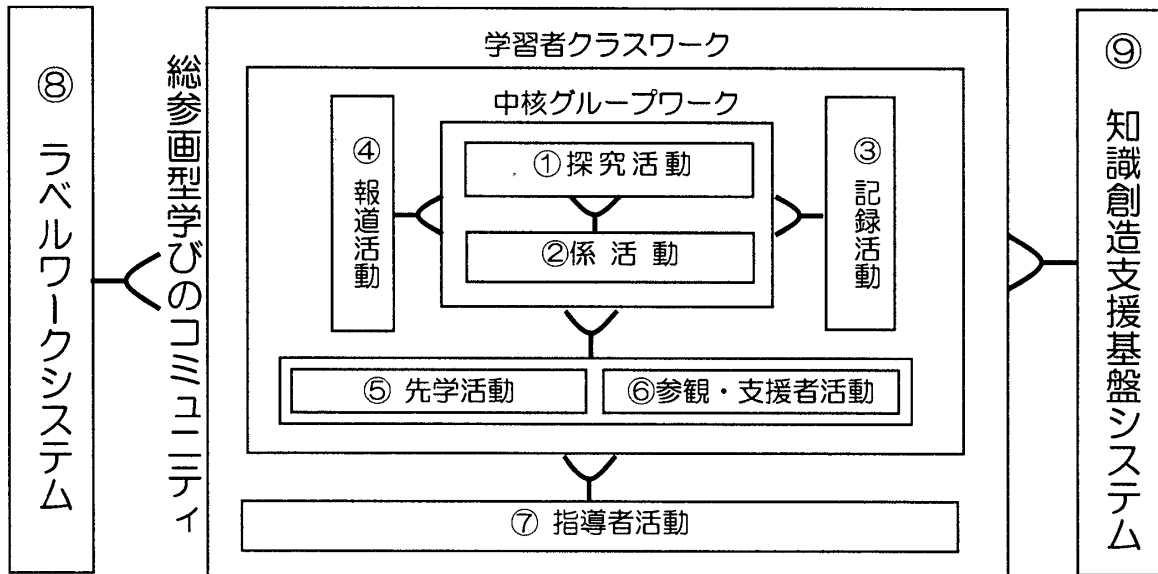 ⑧ ラベルワークシステム
総参画型学びのコミュニティ
学習者クラスワーク
中核グループワーク
④報道活動
①探究活動
②係活動
③記録活動
⑤ 先学活動
⑥参観・支援者活動
⑦ 指導者活動
⑨ 知識創造支援基盤システム